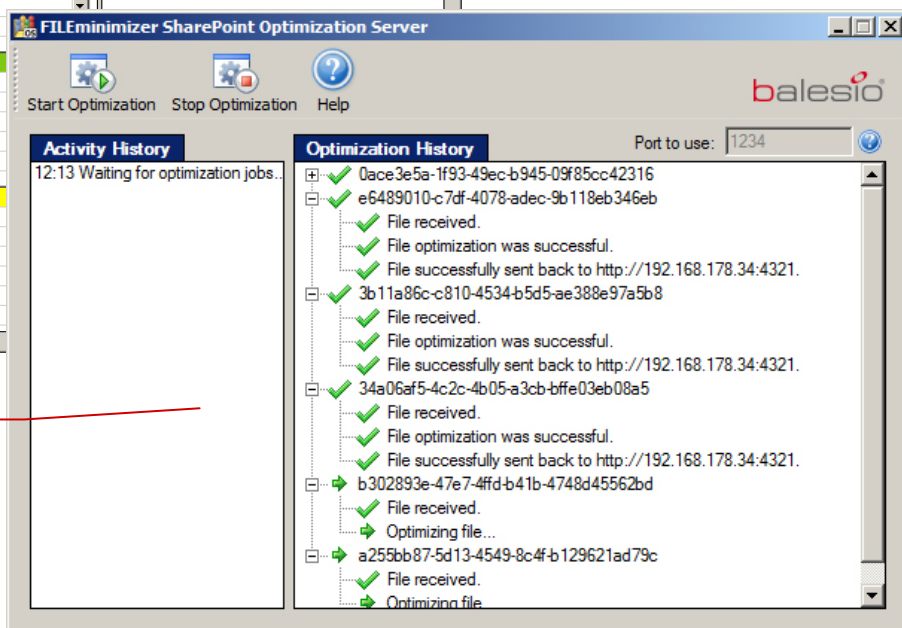 FILEminimizer SharePoint Optimization Server
Start Optimization Stop Optimization Help
balesio
Port to use: 1234
Activity History
12:13 Waiting for optimization jobs..
Optimization History
0ace3e5a-1f93-49ec-b945-09f85cc42316
e6489010-c7df-4078-adec-9b118eb346eb
File received.
File optimization was successful.
File successfully sent back to http://192.168.178.34:4321.
3b11a86c-c810-4534-b5d5-ae388e97a5b8
File received.
File optimization was successful.
File successfully sent back to http://192.168.178.34:4321.
34a06af5-4c2c-4b05-a3cb-bffe03eb08a5
File received.
File optimization was successful.
File successfully sent back to http://192.168.178.34:4321.
b302893e-47e7-4ffd-b41b-4748d45562bd
File received.
Optimizing file...
a255bb87-5d13-4549-8c4f-b129621ad79c
File received.
Optimizing file